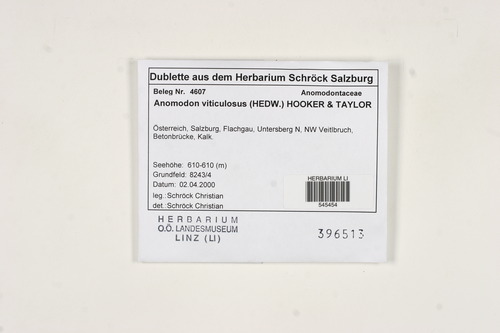 Dublette aus dem Herbarium Schröck Salzburg
Beleg Nr. 4607 Anomodontaceae
Anomodon viticulosus (HEDW.) HOOKER & TAYLOR
Österreich, Salzburg, Flachgau, Untersberg N, NW Veitlbruch,
Betonbrücke, Kalk.
Seehöhe: 610-610 (m)
Grundfeld: 8243/4
Datum: 02.04.2000
leg.:Schröck Christian
det.:Schröck Christian
HERBARIUM LI
545454
HERBARIUM
O.Ö. LANDESMUSEUM
LINZ (LI)
396513